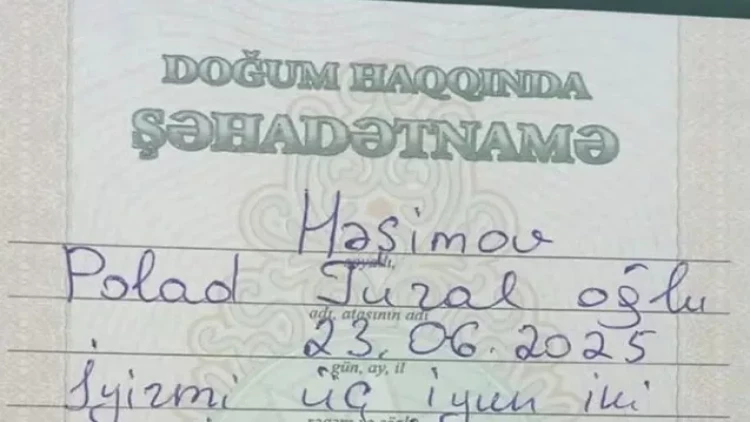 DOĞUM HAQQINDA
ŞƏHADƏTNAMƏ
Həşimov
soyadı,
Polad Tural oğlu
adı, atasının adı
23.06.2025
gün, ay, il
İyirmi üç iyun iki